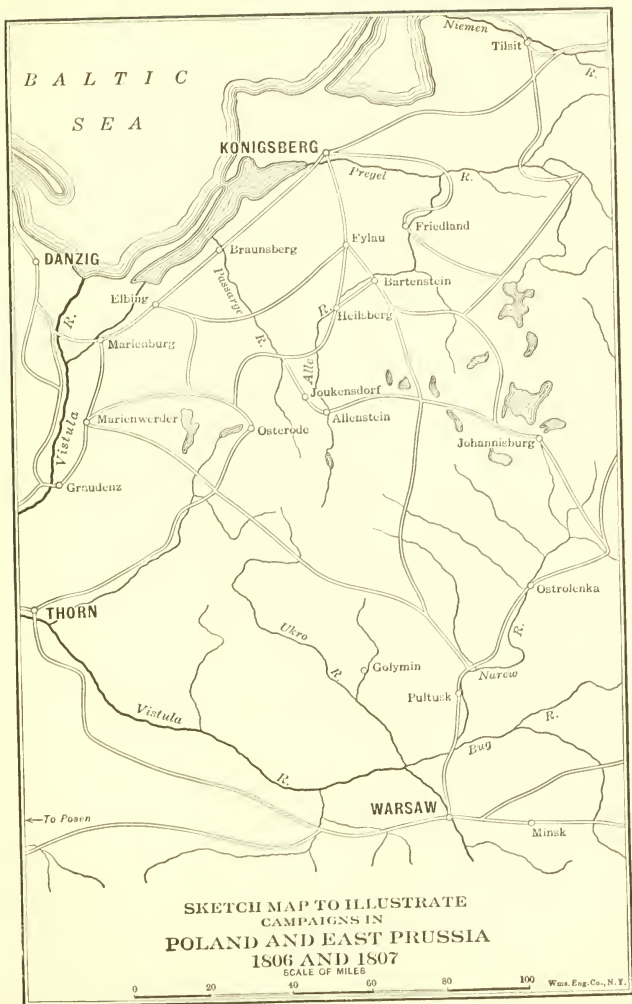 Niemen
Tilsit
R.
BALTIC
SEA
KONIGSBERG
Pregel
R.
Friedland
DANZIG
Braunsberg
Eylau
Passarge
R.
Bartenstein
Elbing
R.
Heilsberg
R.
Marienburg
Alle
Joukensdorf
Allenstein
Vistula
Marienwerder
Osterode
Johannisburg
Graudenz
Ostrolenka
THORN
R.
Ukro
R.
Golymin
Narew
Pultusk
Vistula
R.
Bug
R.
WARSAW
←To Posen
Minsk
SKETCH MAP TO ILLUSTRATE
CAMPAIGNS IN
POLAND AND EAST PRUSSIA
1806 AND 1807
SCALE OF MILES
0 20 40 60 80 100
Wms. Eng. Co., N.Y.